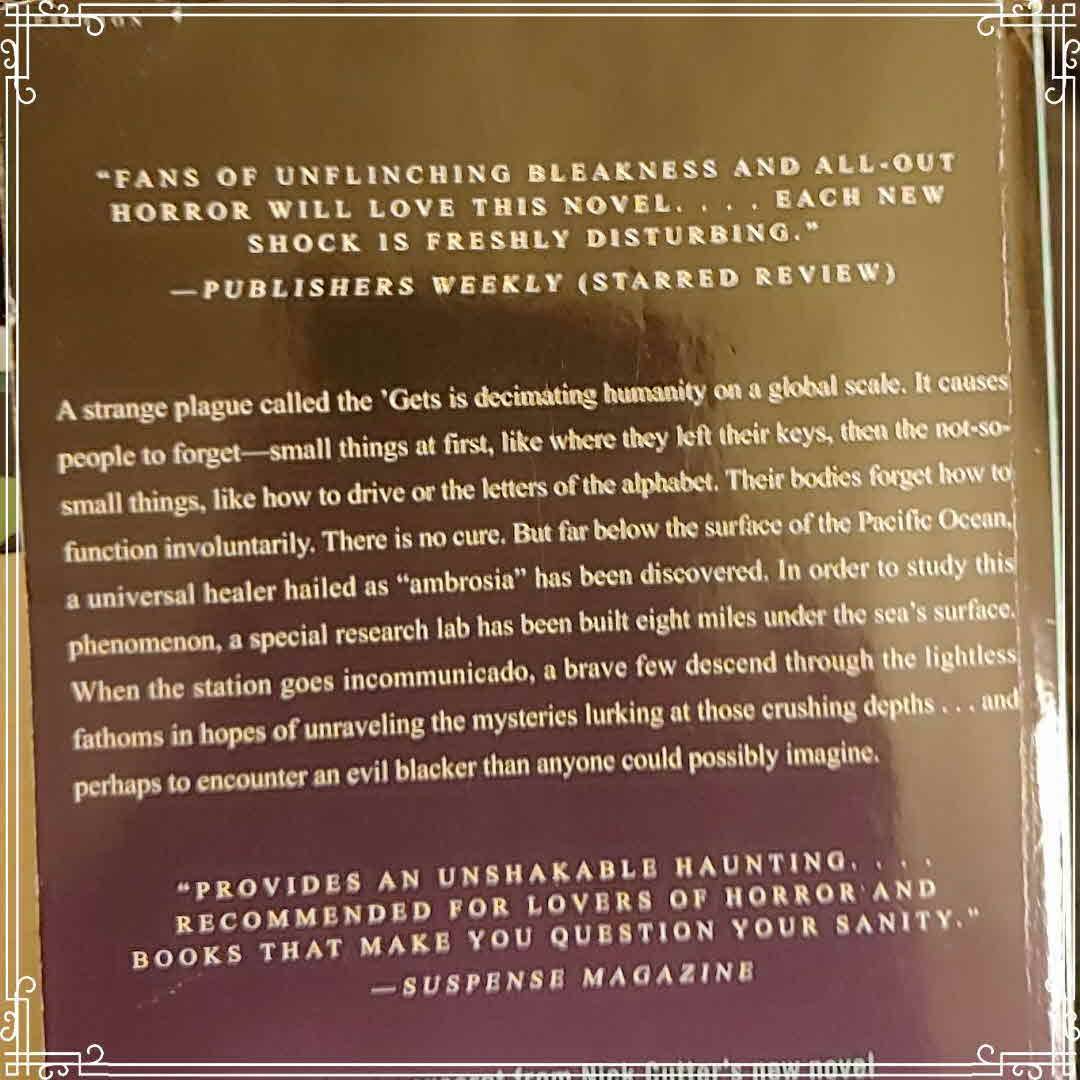 “FANS OF UNFLINCHING BLEAKNESS AND ALL-OUT
HORROR WILL LOVE THIS NOVEL. . . . EACH NEW
SHOCK IS FRESHLY DISTURBING.”
—PUBLISHERS WEEKLY (STARRED REVIEW)
A strange plague called the ’Gets is decimating humanity on a global scale. It causes
people to forget—small things at first, like where they left their keys, then the not-so-
small things, like how to drive or the letters of the alphabet. Their bodies forget how to
function involuntarily. There is no cure. But far below the surface of the Pacific Ocean,
a universal healer hailed as “ambrosia” has been discovered. In order to study this
phenomenon, a special research lab has been built eight miles under the sea’s surface.
When the station goes incommunicado, a brave few descend through the lightless
fathoms in hopes of unraveling the mysteries lurking at those crushing depths . . . and
perhaps to encounter an evil blacker than anyone could possibly imagine.
“PROVIDES AN UNSHAKABLE HAUNTING. . . .
RECOMMENDED FOR LOVERS OF HORROR AND
BOOKS THAT MAKE YOU QUESTION YOUR SANITY.”
—SUSPENSE MAGAZINE
from Nick Cutter’s new novel